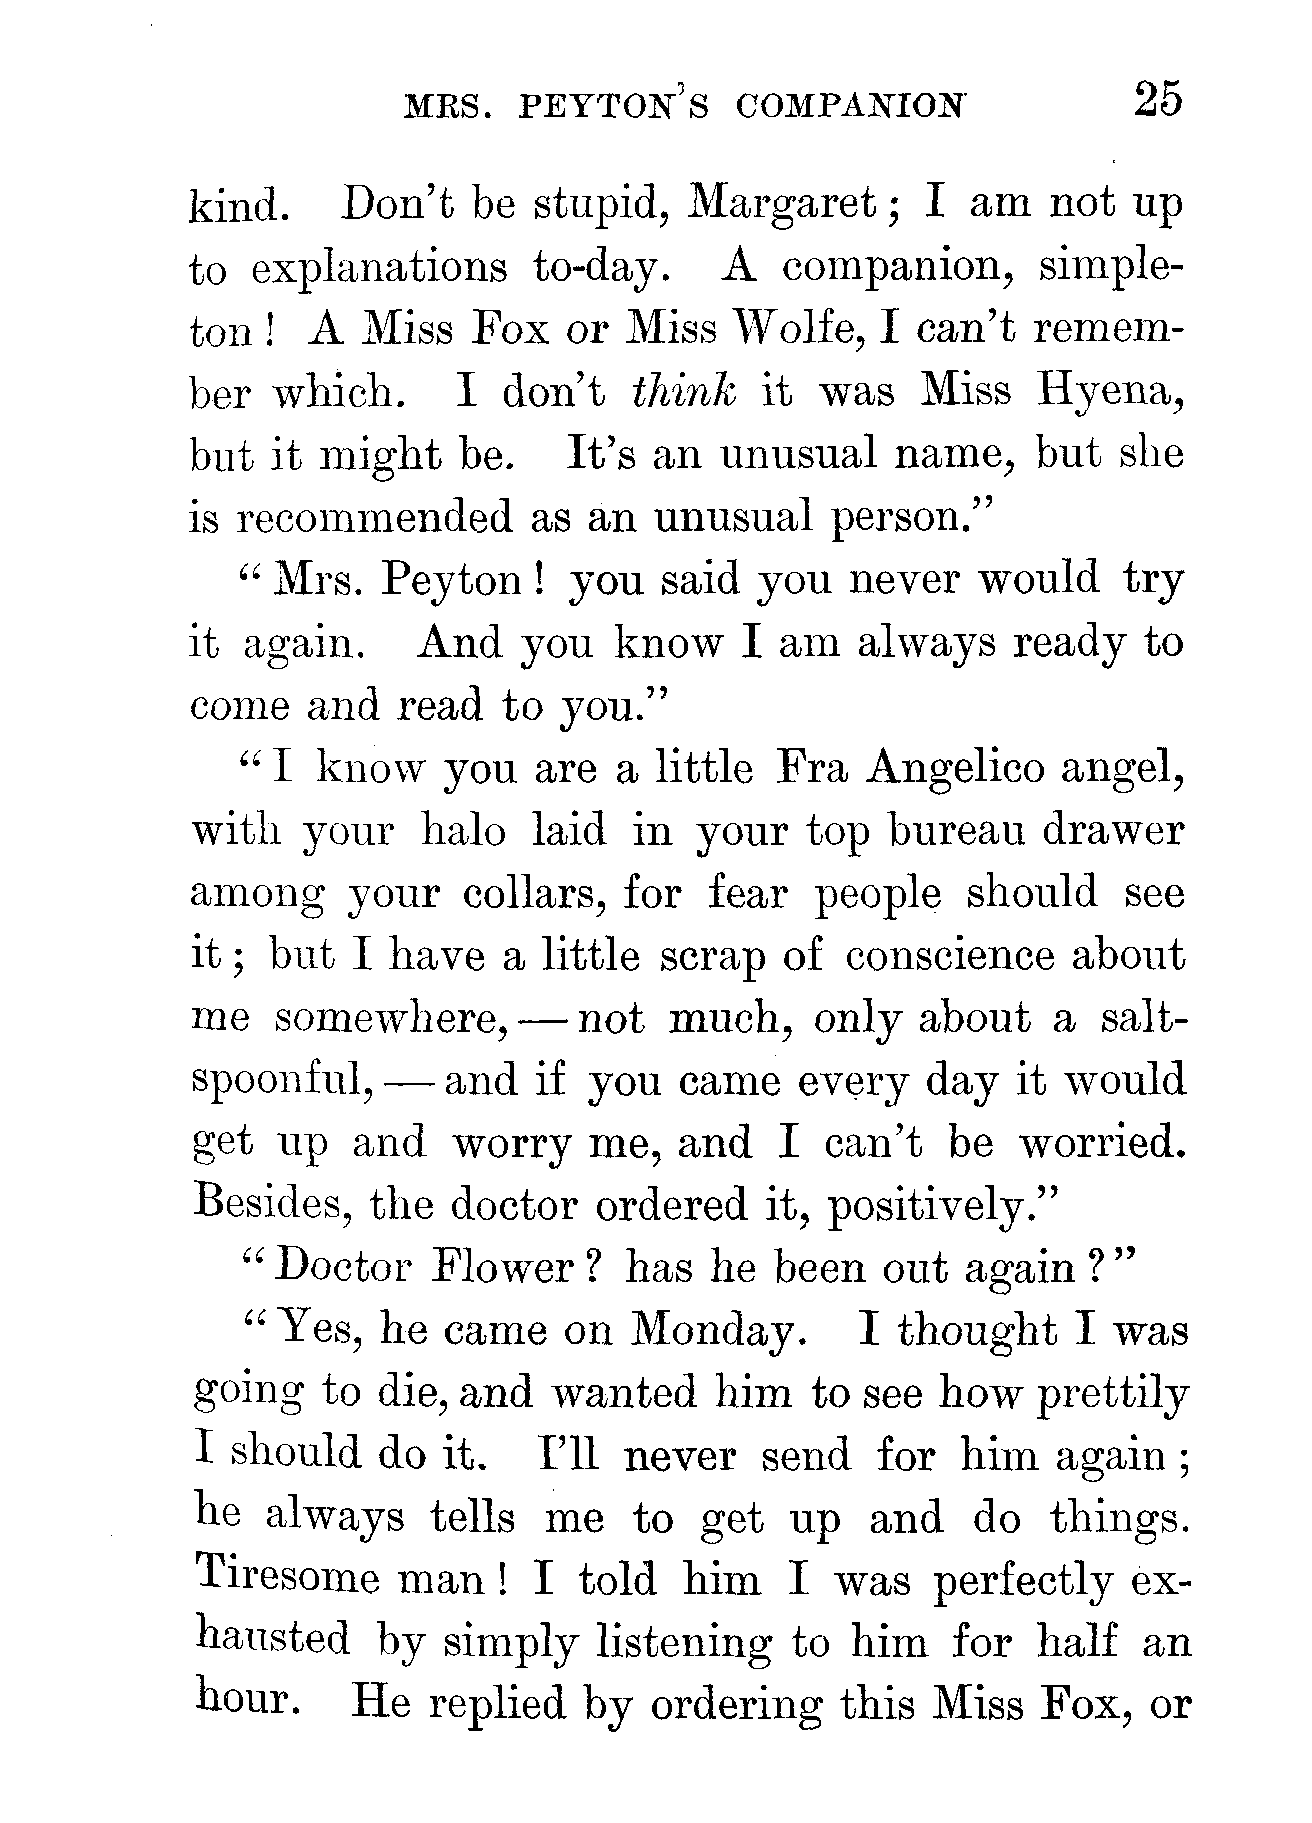 MRS. PEYTON'S COMPANION 25
kind. Don't be stupid, Margaret; I am not up
to explanations to-day. A companion, simple-
ton! A Miss Fox or Miss Wolfe, I can't remem-
ber which. I don't think it was Miss Hyena,
but it might be. It's an unusual name, but she
is recommended as an unusual person."
"Mrs. Peyton! you said you never would try
it again. And you know I am always ready to
come and read to you."
"I know you are a little Fra Angelico angel,
with your halo laid in your top bureau drawer
among your collars, for fear people should see
it; but I have a little scrap of conscience about
me somewhere, — not much, only about a salt-
spoonful, — and if you came every day it would
get up and worry me, and I can't be worried.
Besides, the doctor ordered it, positively."
"Doctor Flower? has he been out again?"
"Yes, he came on Monday. I thought I was
going to die, and wanted him to see how prettily
I should do it. I'll never send for him again;
he always tells me to get up and do things.
Tiresome man! I told him I was perfectly ex-
hausted by simply listening to him for half an
hour. He replied by ordering this Miss Fox, or